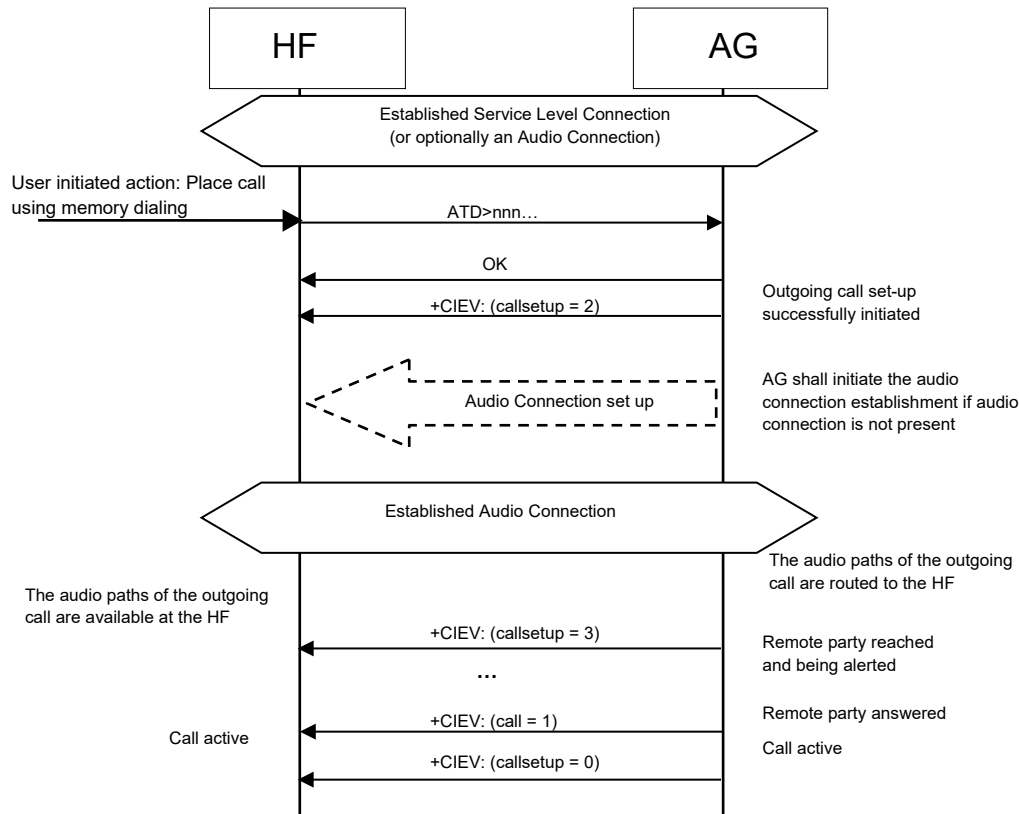 HF
AG
Established Service Level Connection
(or optionally an Audio Connection)
User initiated action: Place call
using memory dialing
ATD>nnn…
OK
+CIEV: (callsetup = 2)
Outgoing call set-up
successfully initiated
Audio Connection set up
AG shall initiate the audio
connection establishment if audio
connection is not present
Established Audio Connection
The audio paths of the outgoing
call are routed to the HF
The audio paths of the outgoing
call are available at the HF
+CIEV: (callsetup = 3)
Remote party reached
and being alerted
…
+CIEV: (call = 1)
Remote party answered
Call active
Call active
+CIEV: (callsetup = 0)